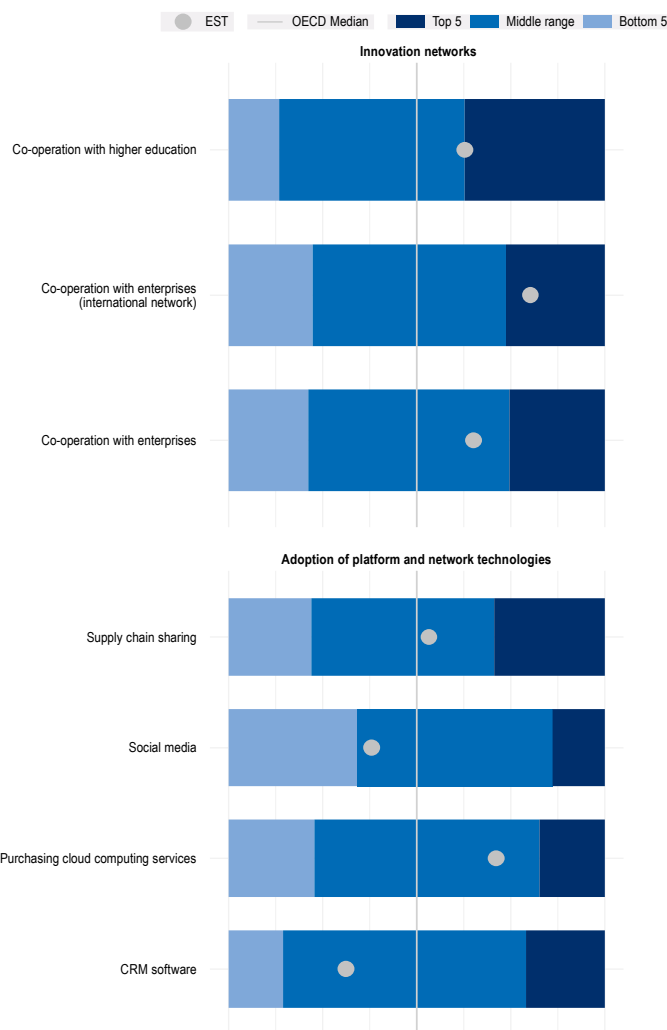 EST OECD Median Top 5 Middle range Bottom 5
Innovation networks
Co-operation with higher education
Co-operation with enterprises
(international network)
Co-operation with enterprises
Adoption of platform and network technologies
Supply chain sharing
Social media
Purchasing cloud computing services
CRM software